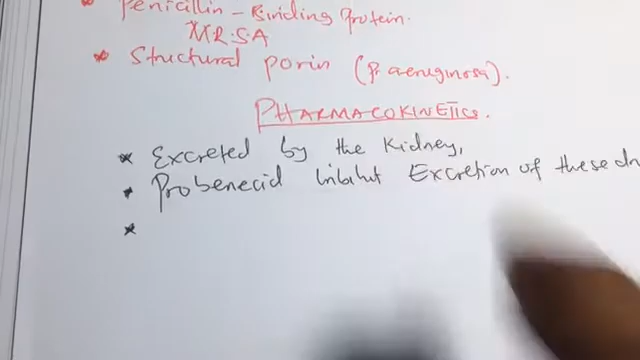 * Penicillin - Binding Protein.
MRSA
* Structural porin (P. aeruginosa).
PHARMACOKINETICS.
* Excreted by the Kidney,
* Probenecid Inhibit Excretion of these
*